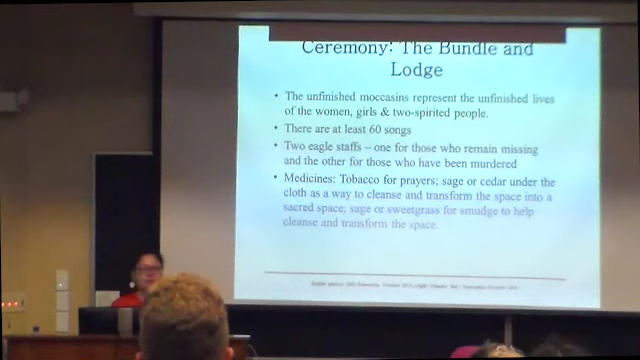 Ceremony: The Bundle and
Lodge
• The unfinished moccasins represent the unfinished lives
of the women, girls & two-spirited people.
• There are at least 60 songs
• Two eagle staffs – one for those who remain missing
and the other for those who have been murdered
• Medicines: Tobacco for prayers; sage or cedar under the
cloth as a way to cleanse and transform the space into a
sacred space; sage or sweetgrass for smudge to help
cleanse and transform the space.